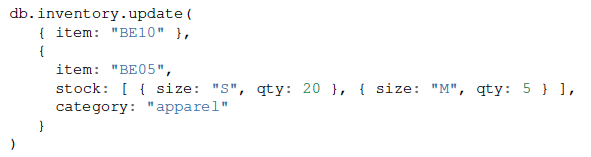 db.inventory.update(
   { item: "BE10" },
   {
     item: "BE05",
     stock: [ { size: "S", qty: 20 }, { size: "M", qty: 5 } ],
     category: "apparel"
   }
)